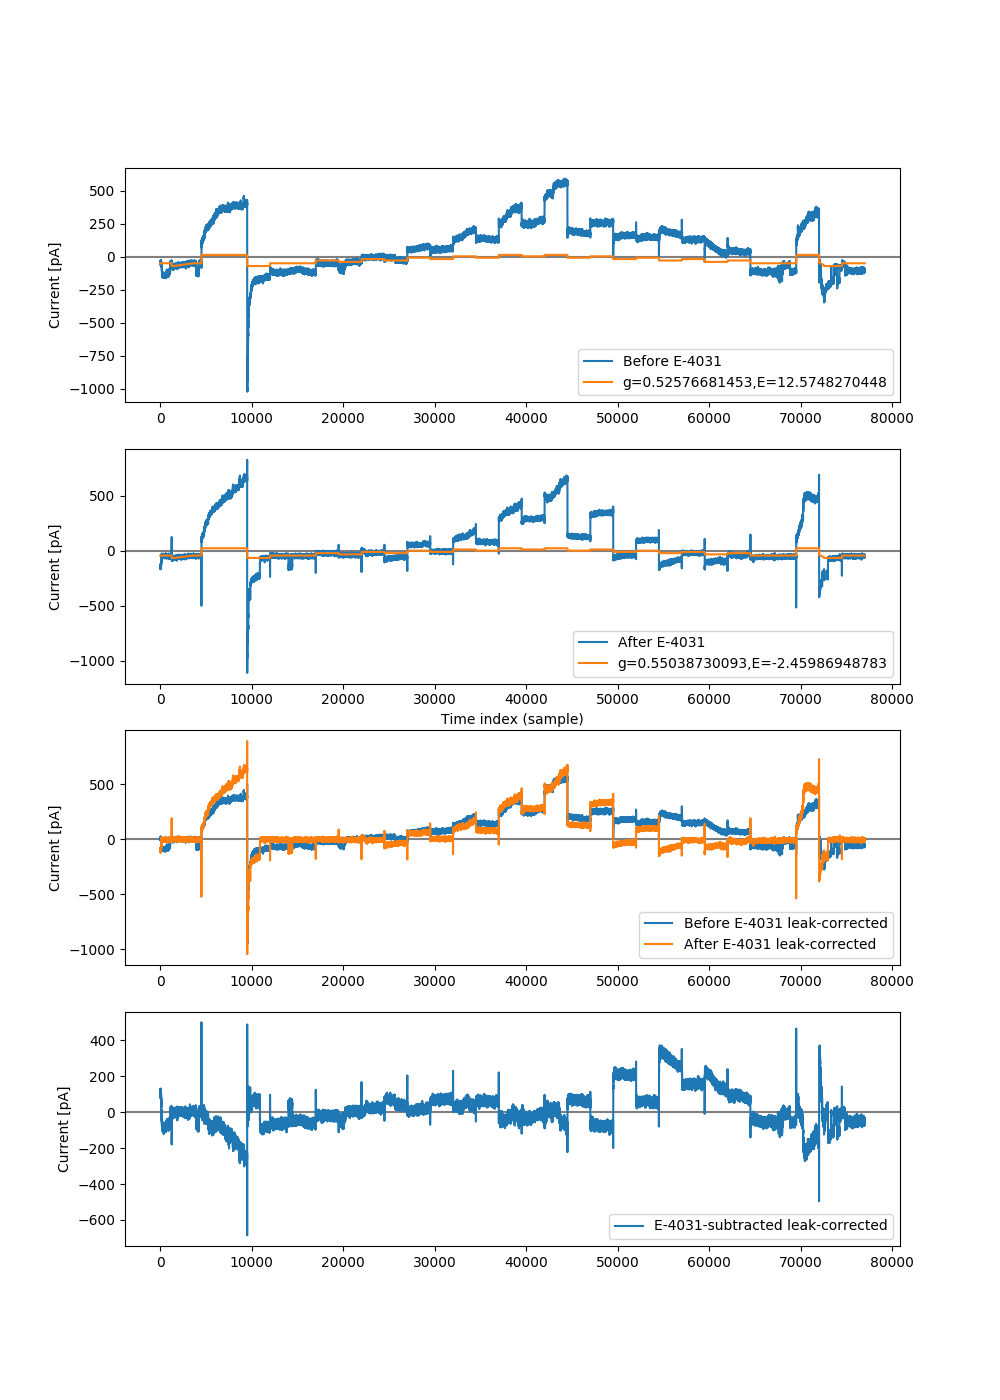 500
250
0
−250
−500
−750
−1000
Current [pA]
Before E-4031
g=0.52576681453,E=12.5748270448
0 10000 20000 30000 40000 50000 60000 70000 80000
500
0
−500
−1000
Current [pA]
After E-4031
g=0.55038730093,E=-2.45986948783
0 10000 20000 30000 40000 50000 60000 70000 80000
Time index (sample)
500
0
−500
−1000
Current [pA]
Before E-4031 leak-corrected
After E-4031 leak-corrected
0 10000 20000 30000 40000 50000 60000 70000 80000
400
200
0
−200
−400
−600
Current [pA]
E-4031-subtracted leak-corrected
0 10000 20000 30000 40000 50000 60000 70000 80000